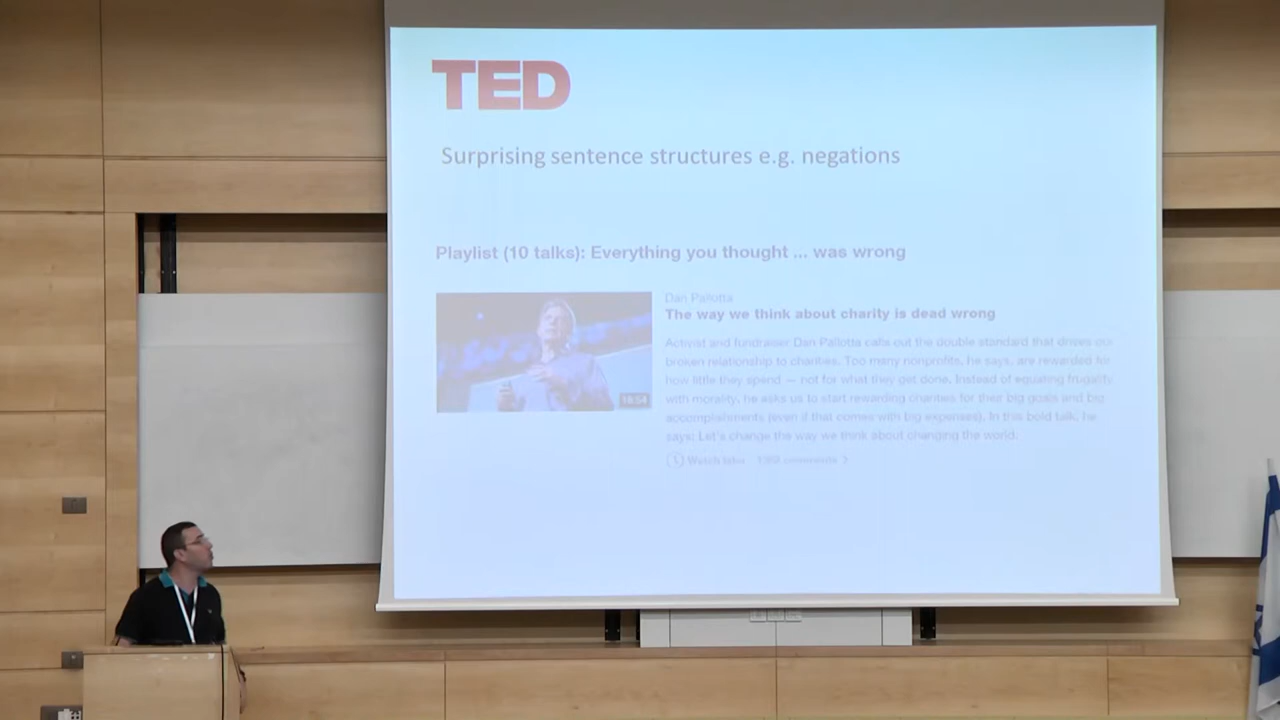 TED
Surprising sentence structures e.g. negations
Playlist (10 talks): Everything you thought ... was wrong
Dan Pallotta
The way we think about charity is dead wrong
Activist and fundraiser Dan Pallotta calls out the double standard that drives our
broken relationship to charities. Too many nonprofits, he says, are rewarded for
how little they spend — not for what they get done. Instead of equating frugality
with morality, he asks us to start rewarding charities for their big goals and big
accomplishments (even if that comes with big expenses). In this bold talk, he
says: Let's change the way we think about changing the world.
18:54
Watch later comments